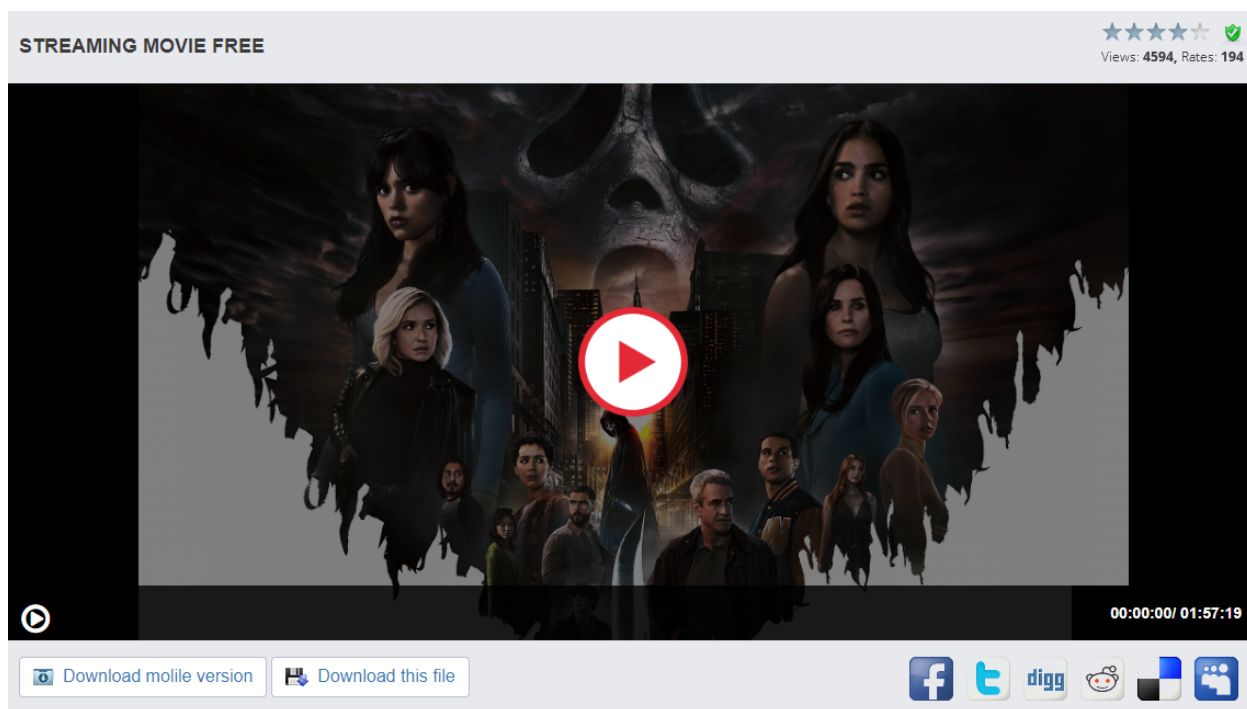 STREAMING MOVIE FREE
Views: 4594, Rates: 194
00:00:00/ 01:57:19
Download molile version
Download this file
digg